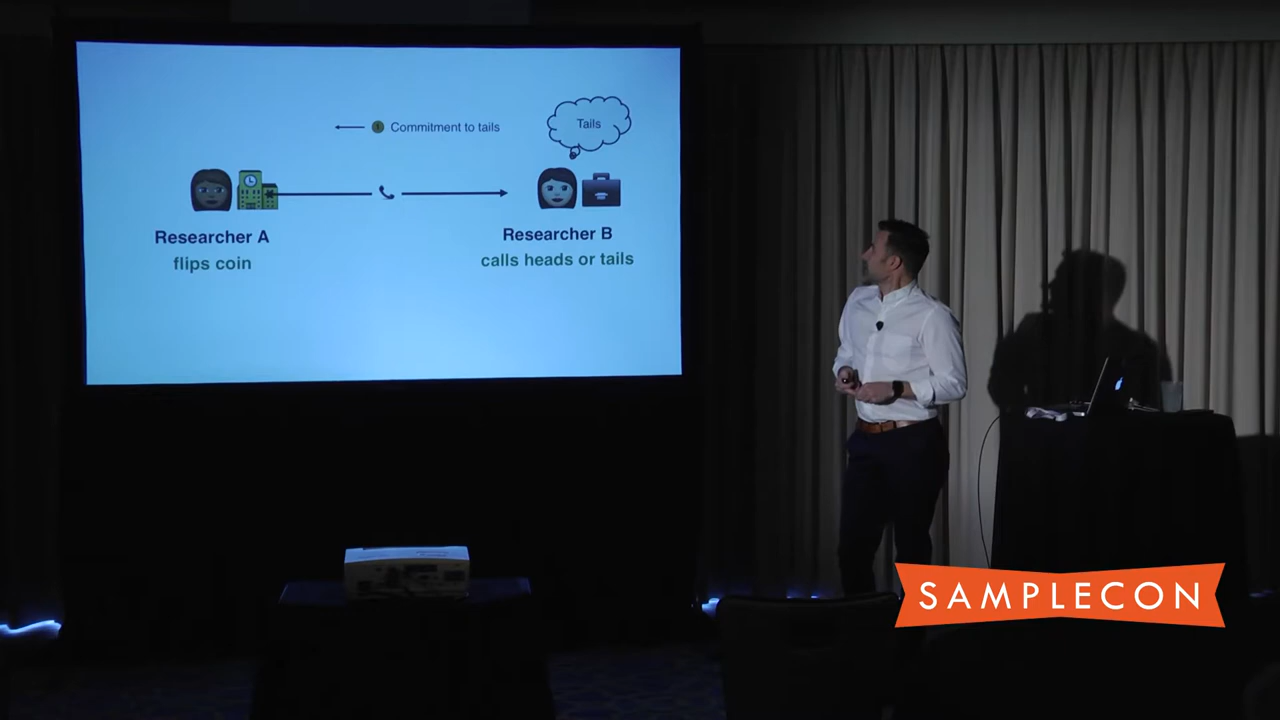 Commitment to tails
Tails
Researcher A
flips coin
Researcher B
calls heads or tails
SAMPLECON